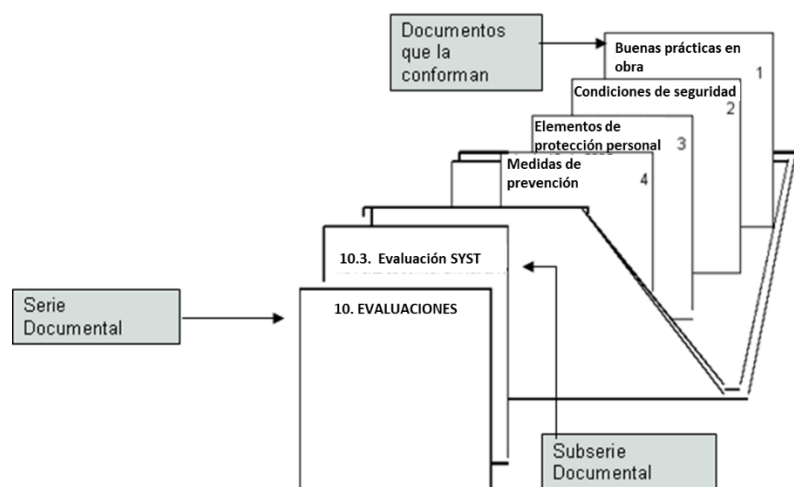 Documentos
que la
conforman
Buenas prácticas en
obra
1
Condiciones de seguridad
2
Elementos de
protección personal
3
Medidas de
prevención
4
10.3. Evaluación SYST
10. EVALUACIONES
Serie
Documental
Subserie
Documental